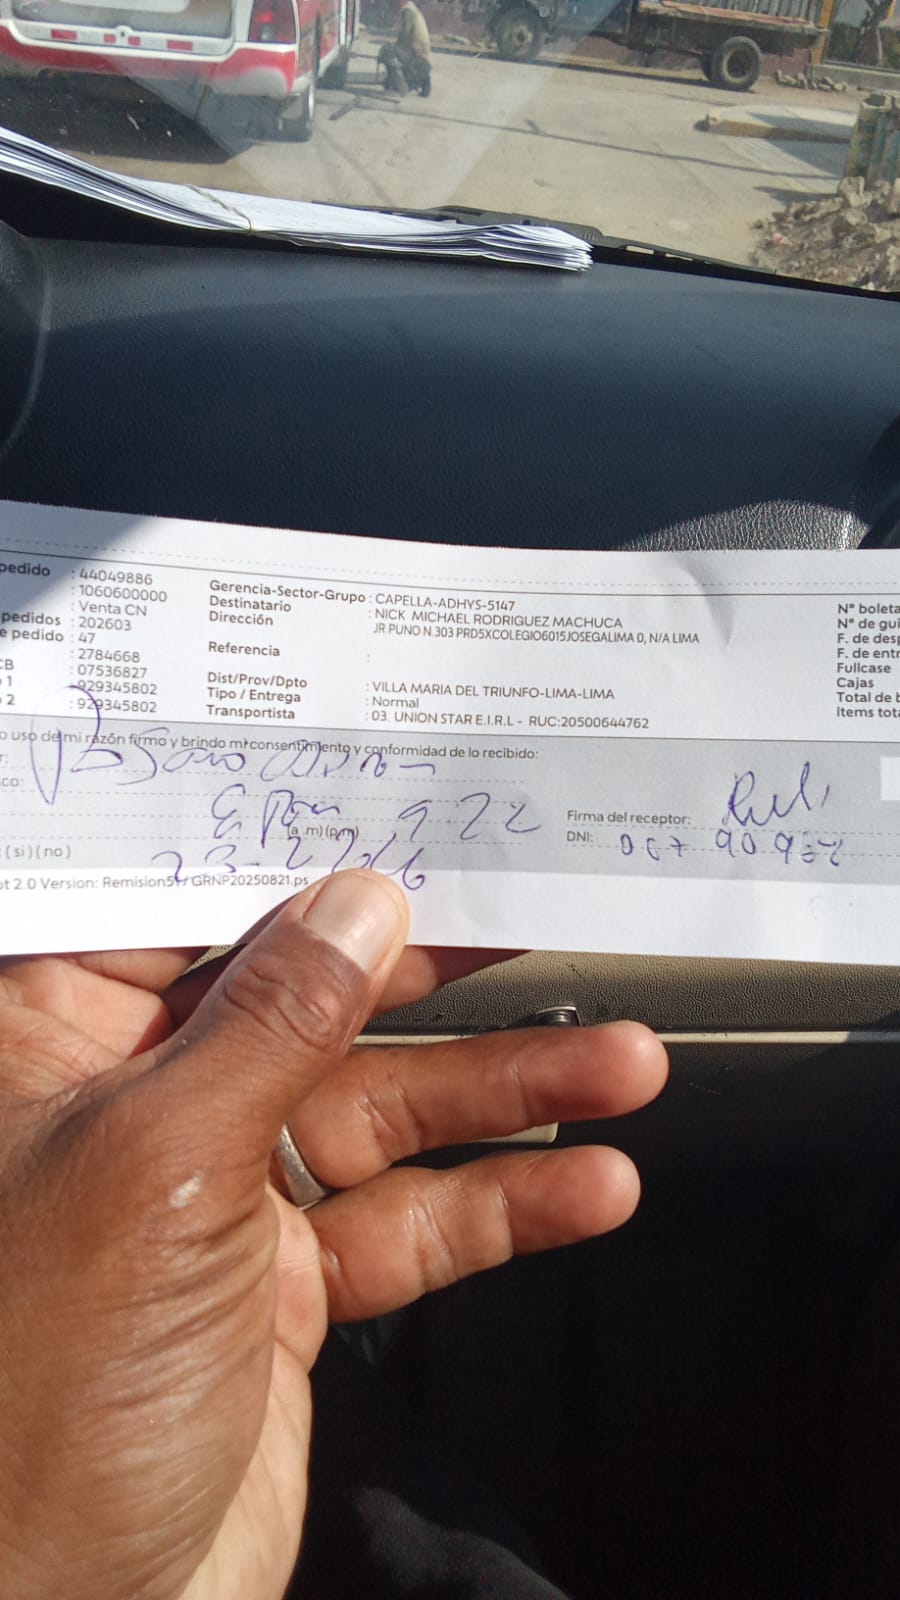 pedido : 44049886
: 1060600000
: Venta CN
pedidos : 202603
e pedido : 47
: 2784668
CB : 07536827
1 : 929345802
2 : 929345802
Gerencia-Sector-Grupo : CAPELLA-ADHYS-5147
Destinatario : NICK MICHAEL RODRIGUEZ MACHUCA
Dirección : JR.PUNO N.303 PRD5XCOLEGIO6015JOSEGALIMA 0, N/A LIMA
Referencia :
Dist/Prov/Dpto : VILLA MARIA DEL TRIUNFO-LIMA-LIMA
Tipo / Entrega : Normal
Transportista : 03. UNION STAR E.I.R.L - RUC:20500644762
N° boleta
N° de gui
F. de desp
F. de entr
Fullcase
Cajas
Total de b
Items tota
o uso de mi razón firmo y brindo mi consentimiento y conformidad de lo recibido:
r:
co:
9.22
(a .m) (p.m)
Firma del receptor:
DNI:
: ( si ) ( no )
ot 2.0 Version: Remision51/ GRNP20250821.ps